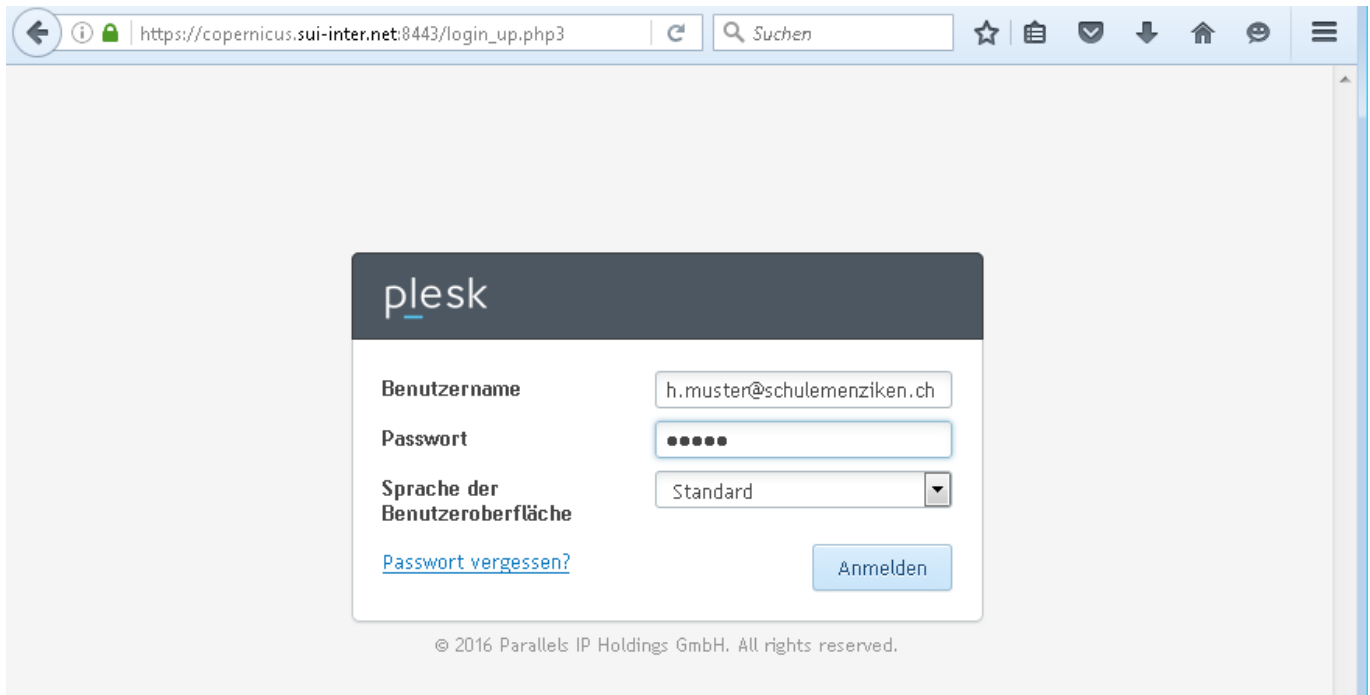 https://copernicus.sui-inter.net:8443/login_up.php3
Suchen
plesk
Benutzername
h.muster@schulemenziken.ch
Passwort
•••••
Sprache der
Benutzeroberfläche
Standard
Passwort vergessen?
Anmelden
© 2016 Parallels IP Holdings GmbH. All rights reserved.